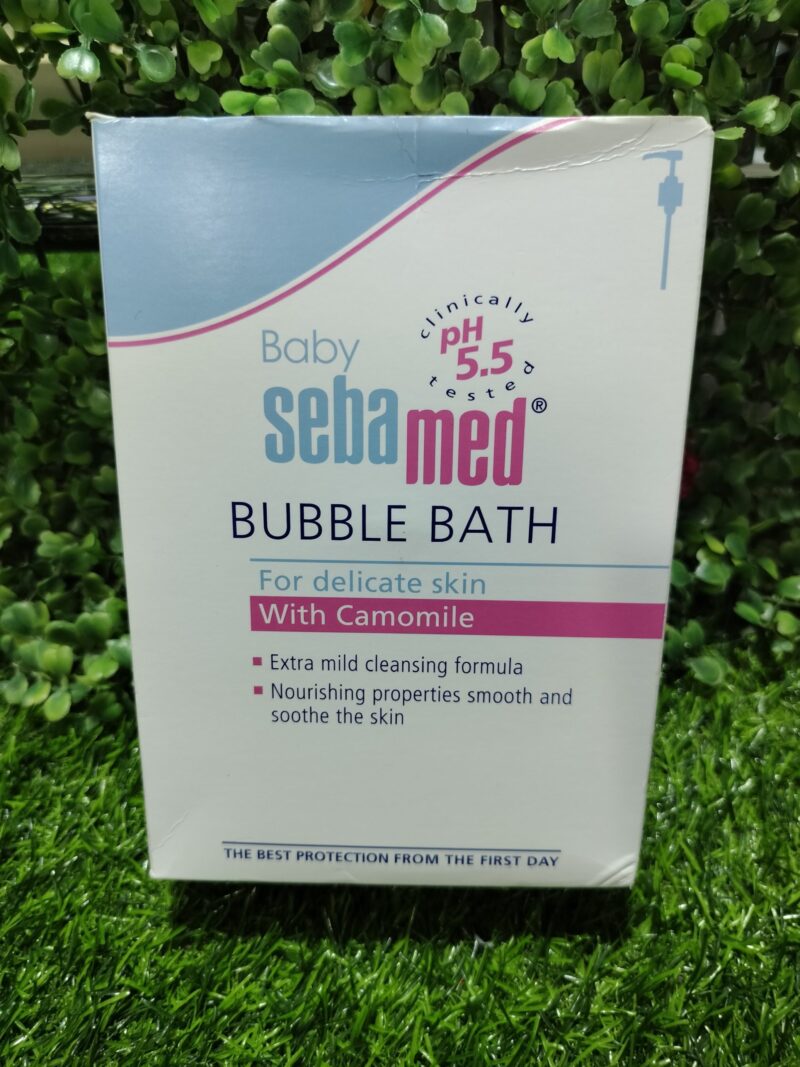 clinically
pH
5.5
tested
Baby
sebamed®
BUBBLE BATH
For delicate skin
With Camomile
▪ Extra mild cleansing formula
▪ Nourishing properties smooth and
soothe the skin
THE BEST PROTECTION FROM THE FIRST DAY